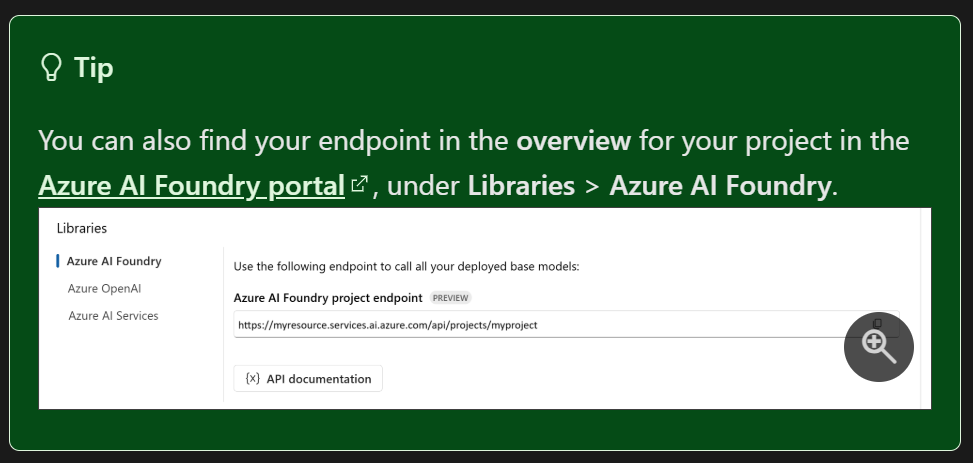 Tip
You can also find your endpoint in the overview for your project in the
Azure AI Foundry portal, under Libraries > Azure AI Foundry.
Libraries
Azure AI Foundry
Azure OpenAI
Azure AI Services
Use the following endpoint to call all your deployed base models:
Azure AI Foundry project endpoint PREVIEW
https://myresource.services.ai.azure.com/api/projects/myproject
{x} API documentation